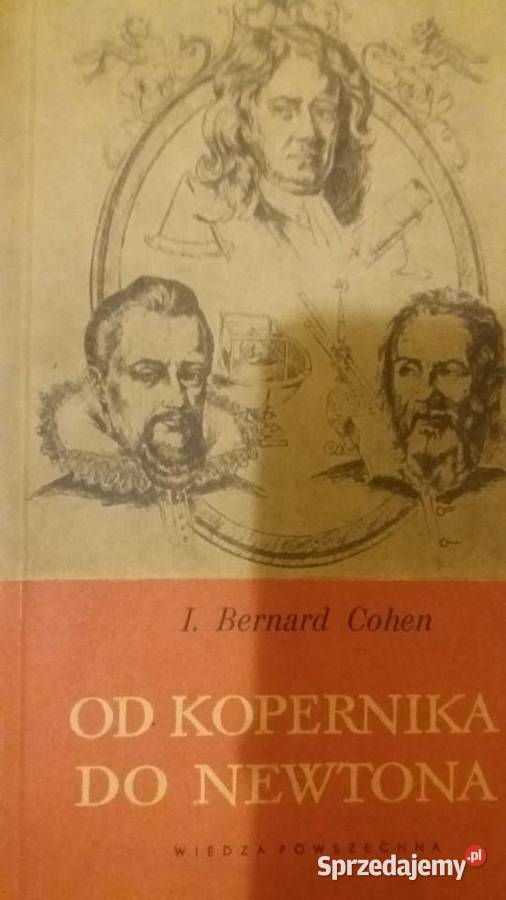 I. Bernard Cohen
OD KOPERNIKA
DO NEWTONA
WIEDZA POWSZECHNA
Sprzedajemy.pl